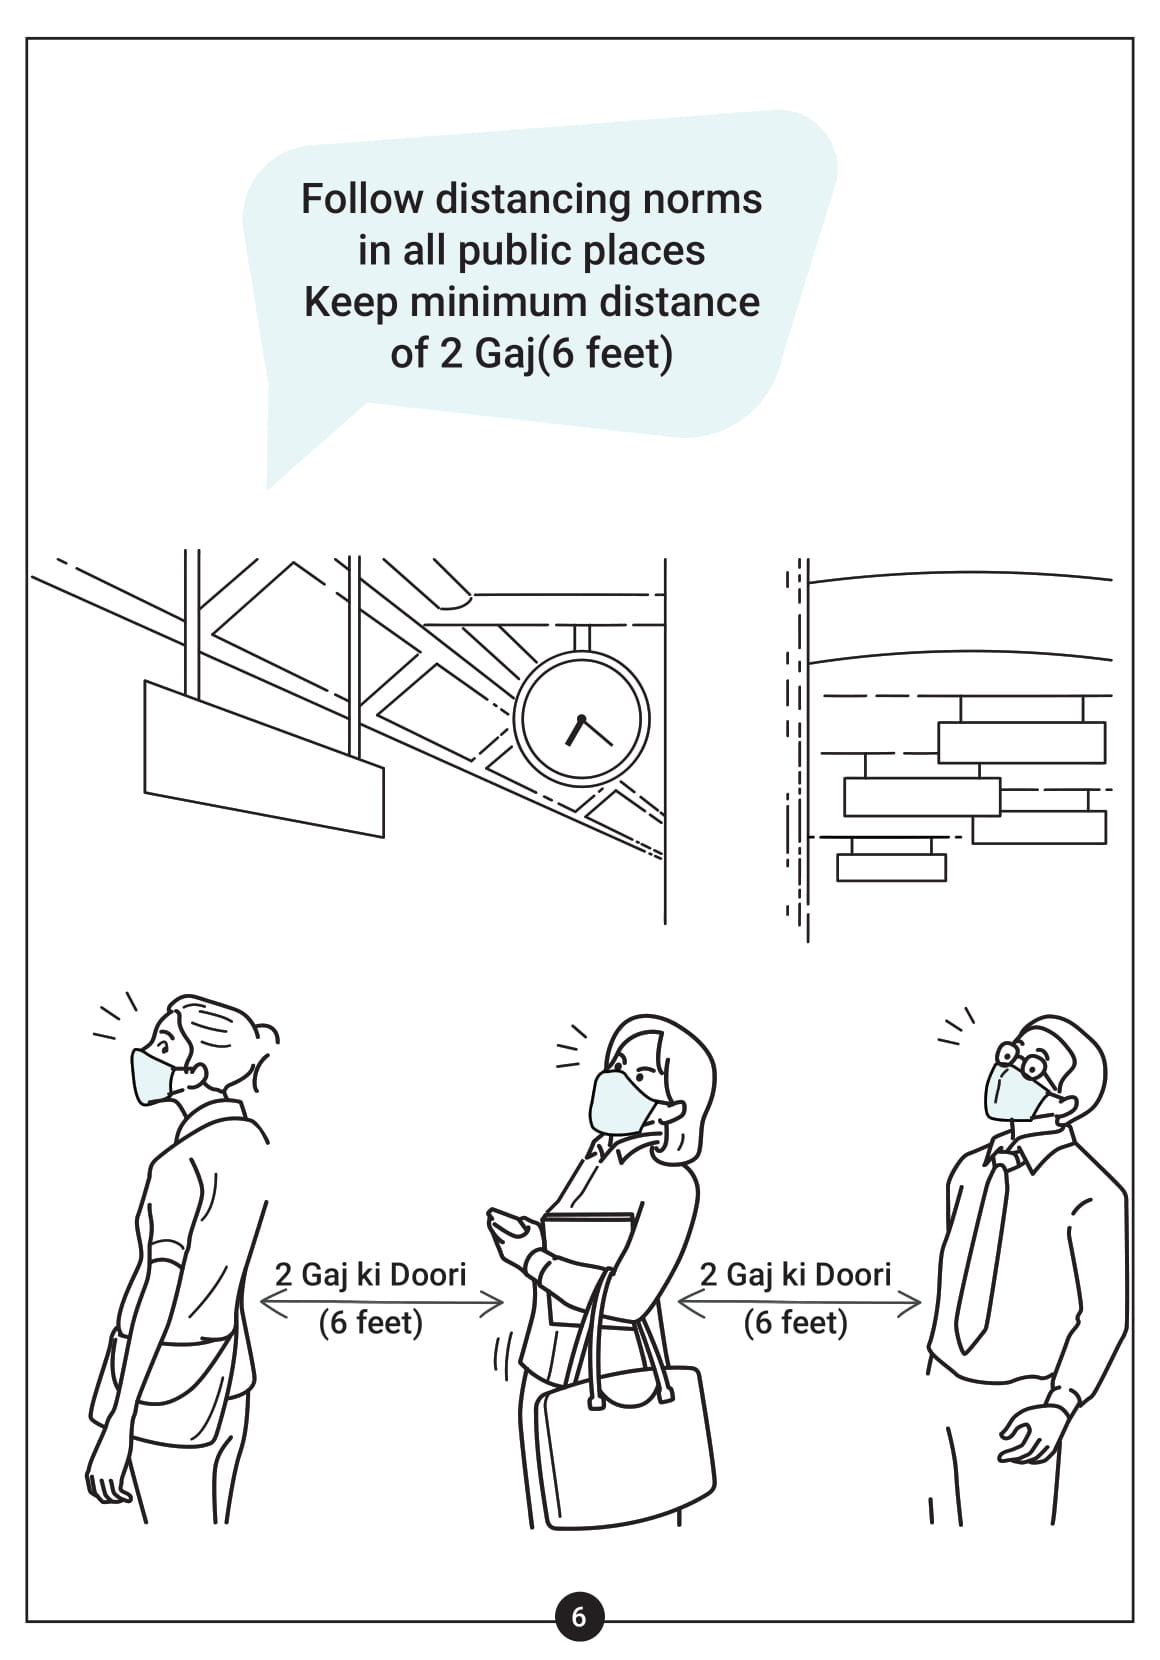 Follow distancing norms
in all public places
Keep minimum distance
of 2 Gaj(6 feet)
2 Gaj ki Doori
(6 feet)
2 Gaj ki Doori
(6 feet)
6